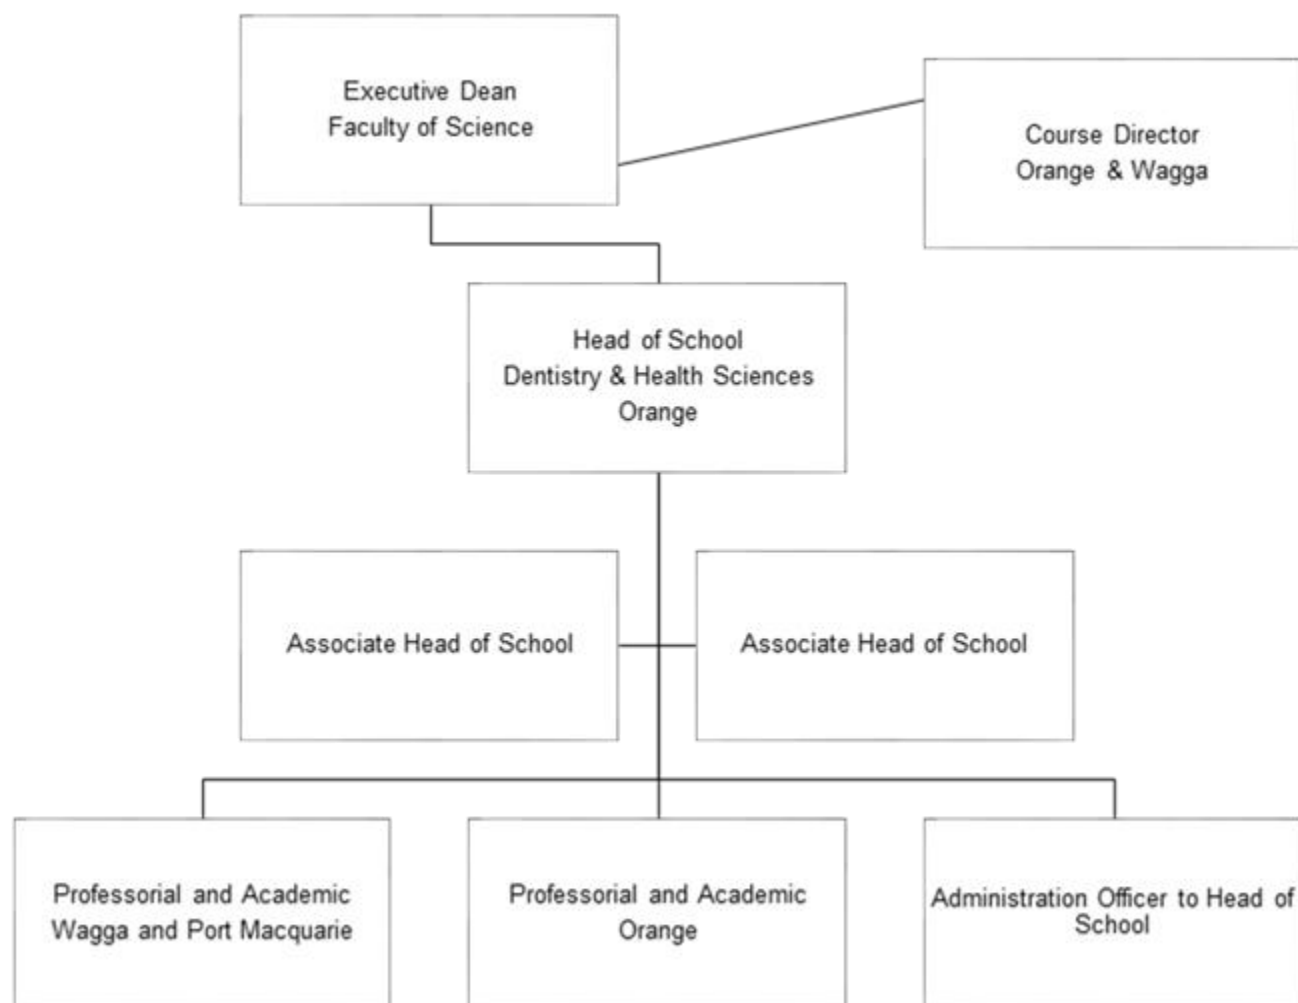 Executive Dean
Faculty of Science
Course Director
Orange & Wagga
Head of School
Dentistry & Health Sciences
Orange
Associate Head of School
Associate Head of School
Professorial and Academic
Wagga and Port Macquarie
Professorial and Academic
Orange
Administration Officer to Head of
School